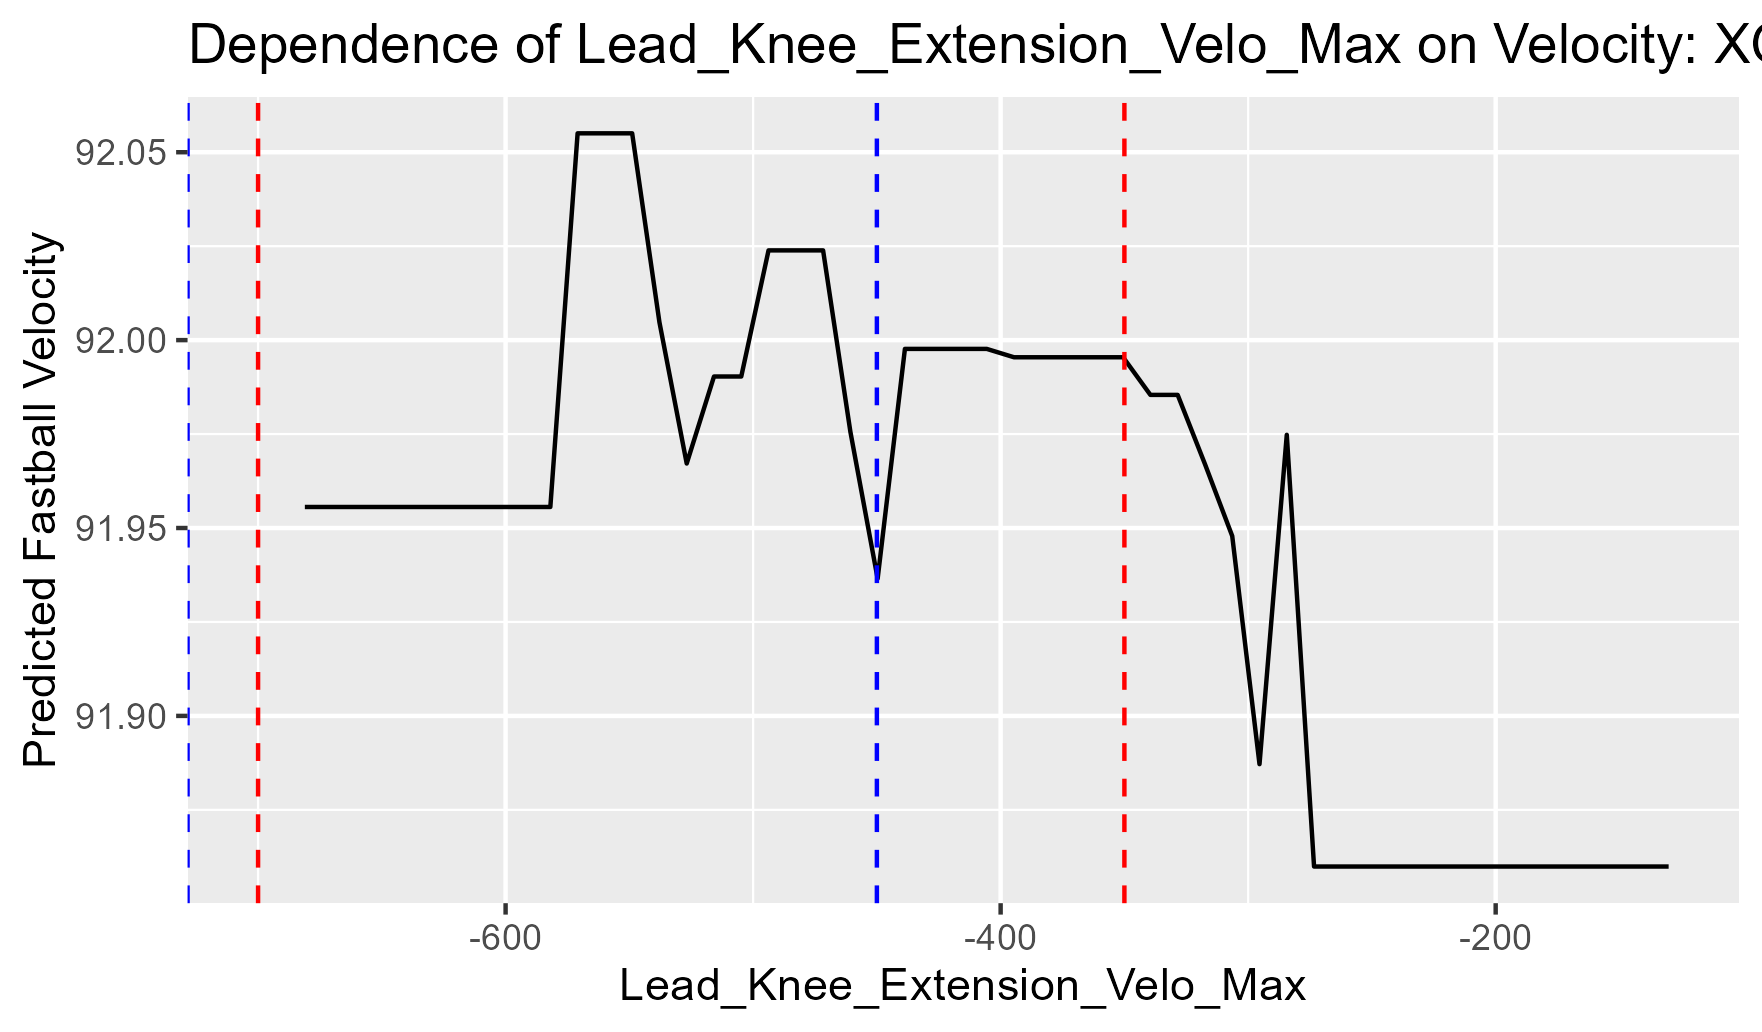 Dependence of Lead_Knee_Extension_Velo_Max on Velocity:
92.05
92.00
91.95
91.90
Predicted Fastball Velocity
-600
-400
-200
Lead_Knee_Extension_Velo_Max